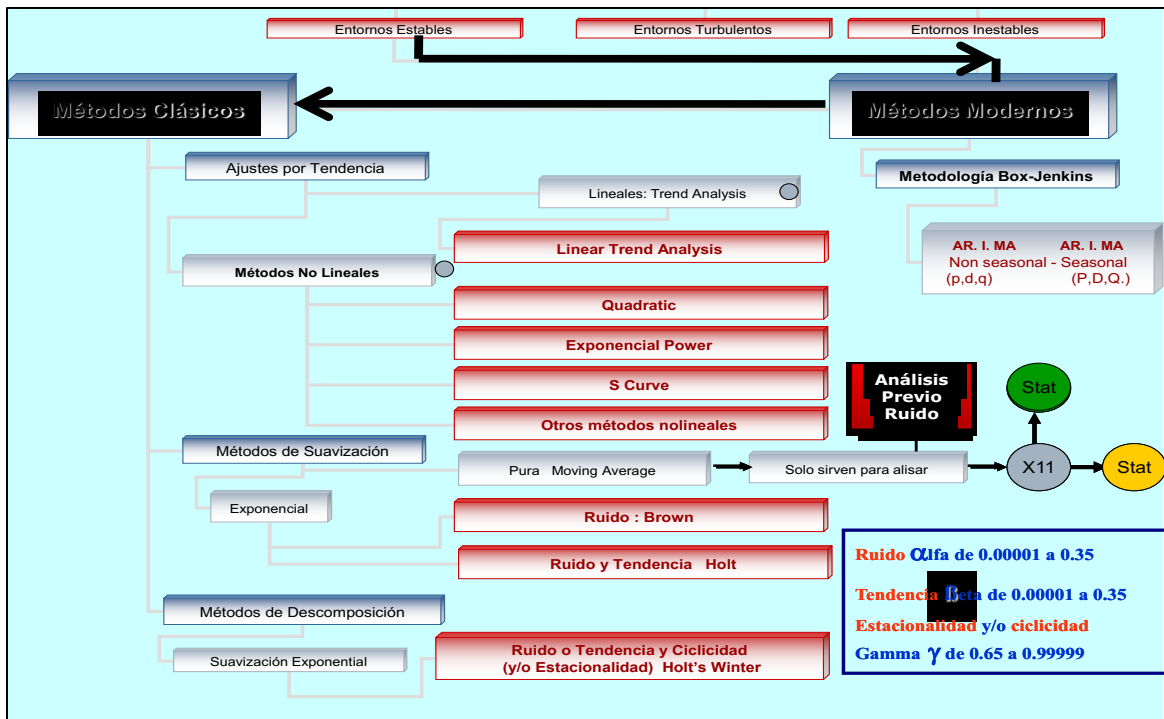 Entornos Estables
Entornos Turbulentos
Entornos Inestables
Métodos Clásicos
Métodos Modernos
Ajustes por Tendencia
Metodología Box-Jenkins
Lineales: Trend Analysis
Linear Trend Analysis
AR. I. MA AR. I. MA
Non seasonal - Seasonal
(p,d,q) (P,D,Q.)
Métodos No Lineales
Quadratic
Exponencial Power
S Curve
Otros métodos nolineales
Análisis
Previo
Ruido
Stat
Métodos de Suavización
Pura Moving Average
Solo sirven para alisar
X11
Stat
Exponencial
Ruido : Brown
Ruido y Tendencia Holt
Ruido αlfa de 0.00001 a 0.35
Tendencia ßeta de 0.00001 a 0.35
Estacionalidad y/o ciclicidad
Gamma γ de 0.65 a 0.99999
Métodos de Descomposición
Suavización Exponential
Ruido o Tendencia y Ciclicidad
(y/o Estacionalidad) Holt's Winter